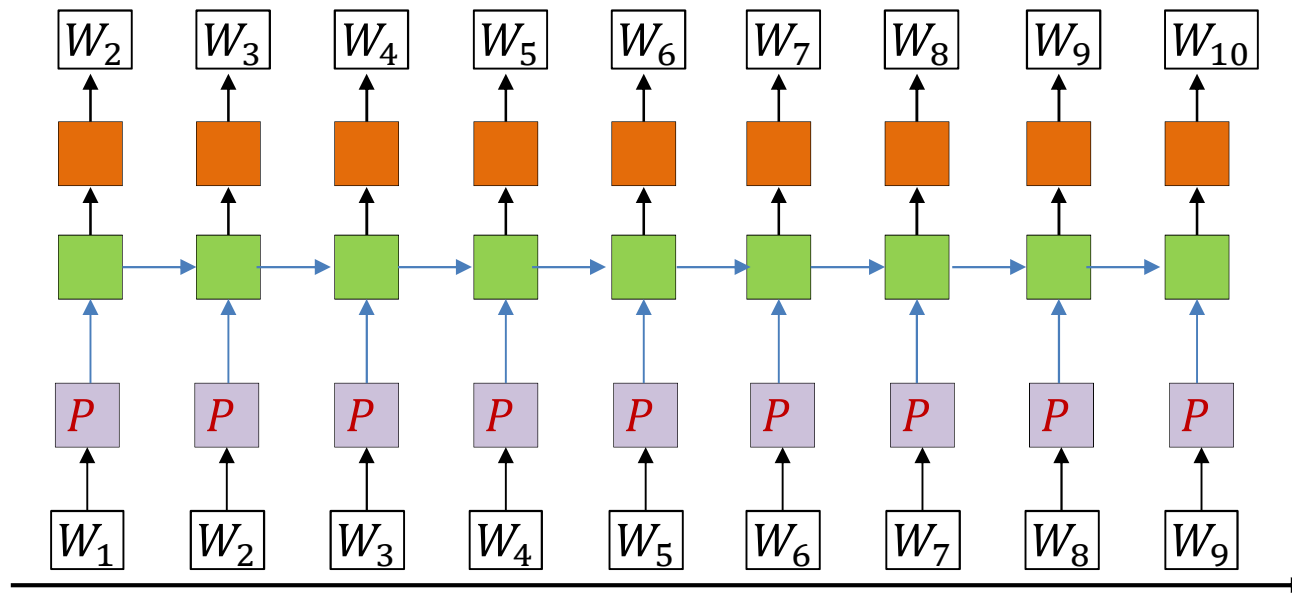 W₂ W₃ W₄ W₅ W₆ W₇ W₈ W₉ W₁₀
P P P P P P P P P
W₁ W₂ W₃ W₄ W₅ W₆ W₇ W₈ W₉